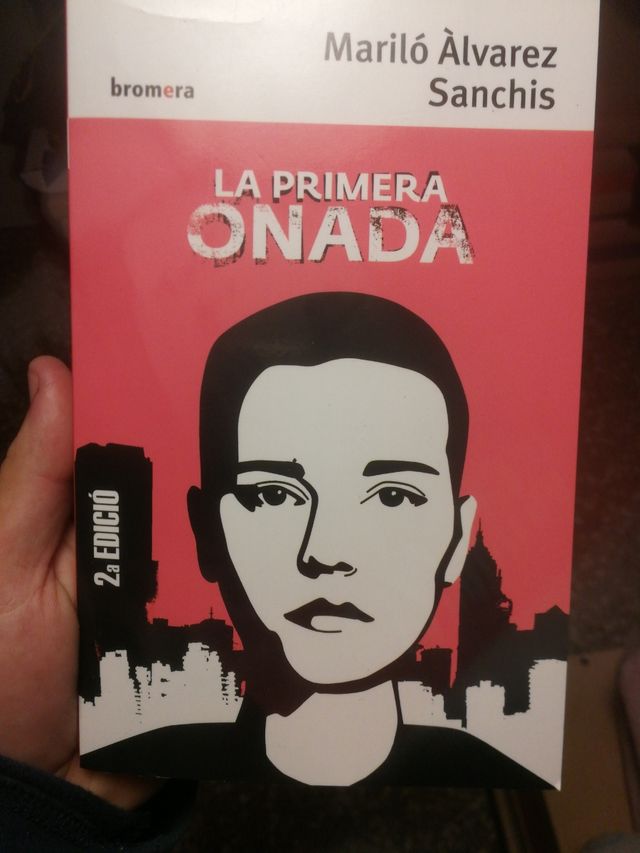 Mariló Àlvarez
Sanchis
bromera
LA PRIMERA
ONADA
2a EDICIÓ